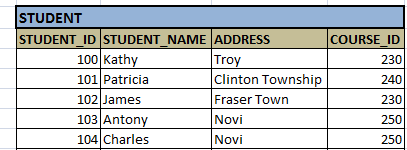 STUDENT
STUDENT_ID STUDENT_NAME ADDRESS COURSE_ID
100 Kathy Troy 230
101 Patricia Clinton Township 240
102 James Fraser Town 230
103 Antony Novi 250
104 Charles Novi 250